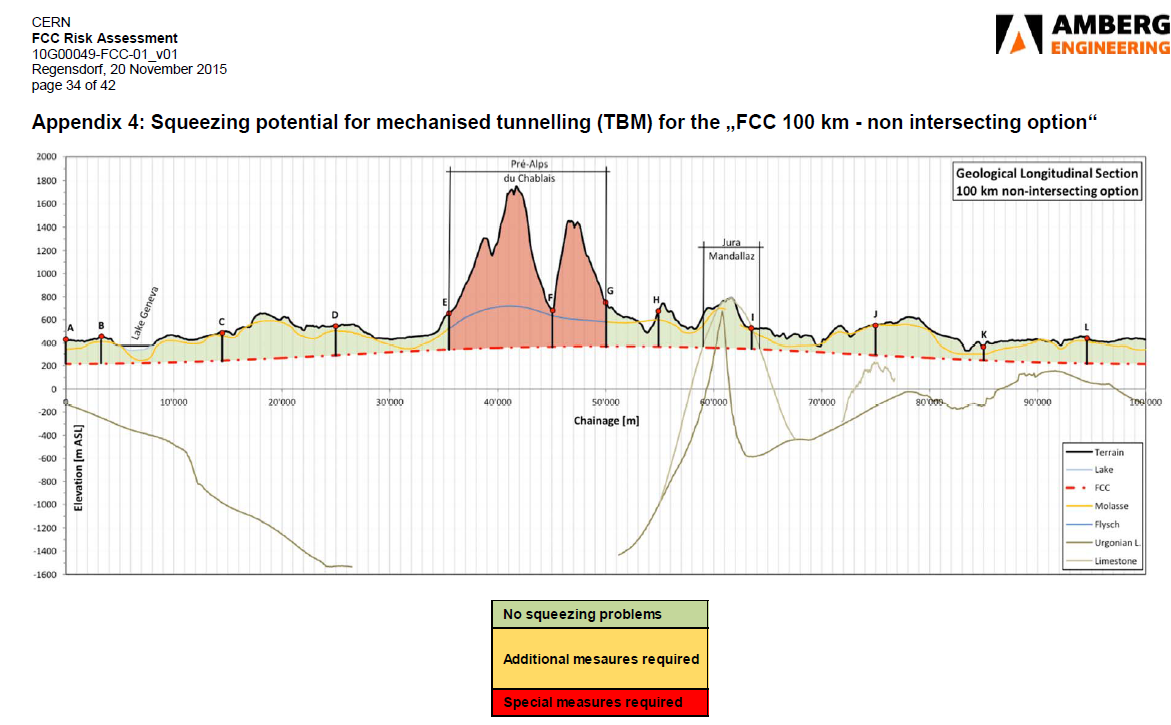 CERN
FCC Risk Assessment
10G00049-FCC-01_v01
Regensdorf, 20 November 2015
page 34 of 42
AMBERG
ENGINEERING
Appendix 4: Squeezing potential for mechanised tunnelling (TBM) for the „FCC 100 km - non intersecting option“
Geological Longitudinal Section
100 km non-intersecting option
Pré-Alps
du Chablais
Jura
Mandallaz
Lake Geneva
A
B
C
D
E
F
G
H
I
J
K
L
2000
1800
1600
1400
1200
1000
800
600
400
200
0
-200
-400
-600
-800
-1000
-1200
-1400
-1600
0 10'000 20'000 30'000 40'000 50'000 60'000 70'000 80'000 90'000 100'000
Chainage [m]
Elevation [m ASL]
Terrain
Lake
FCC
Molasse
Flysch
Urgonian L.
Limestone
No squeezing problems
Additional mesaures required
Special measures required